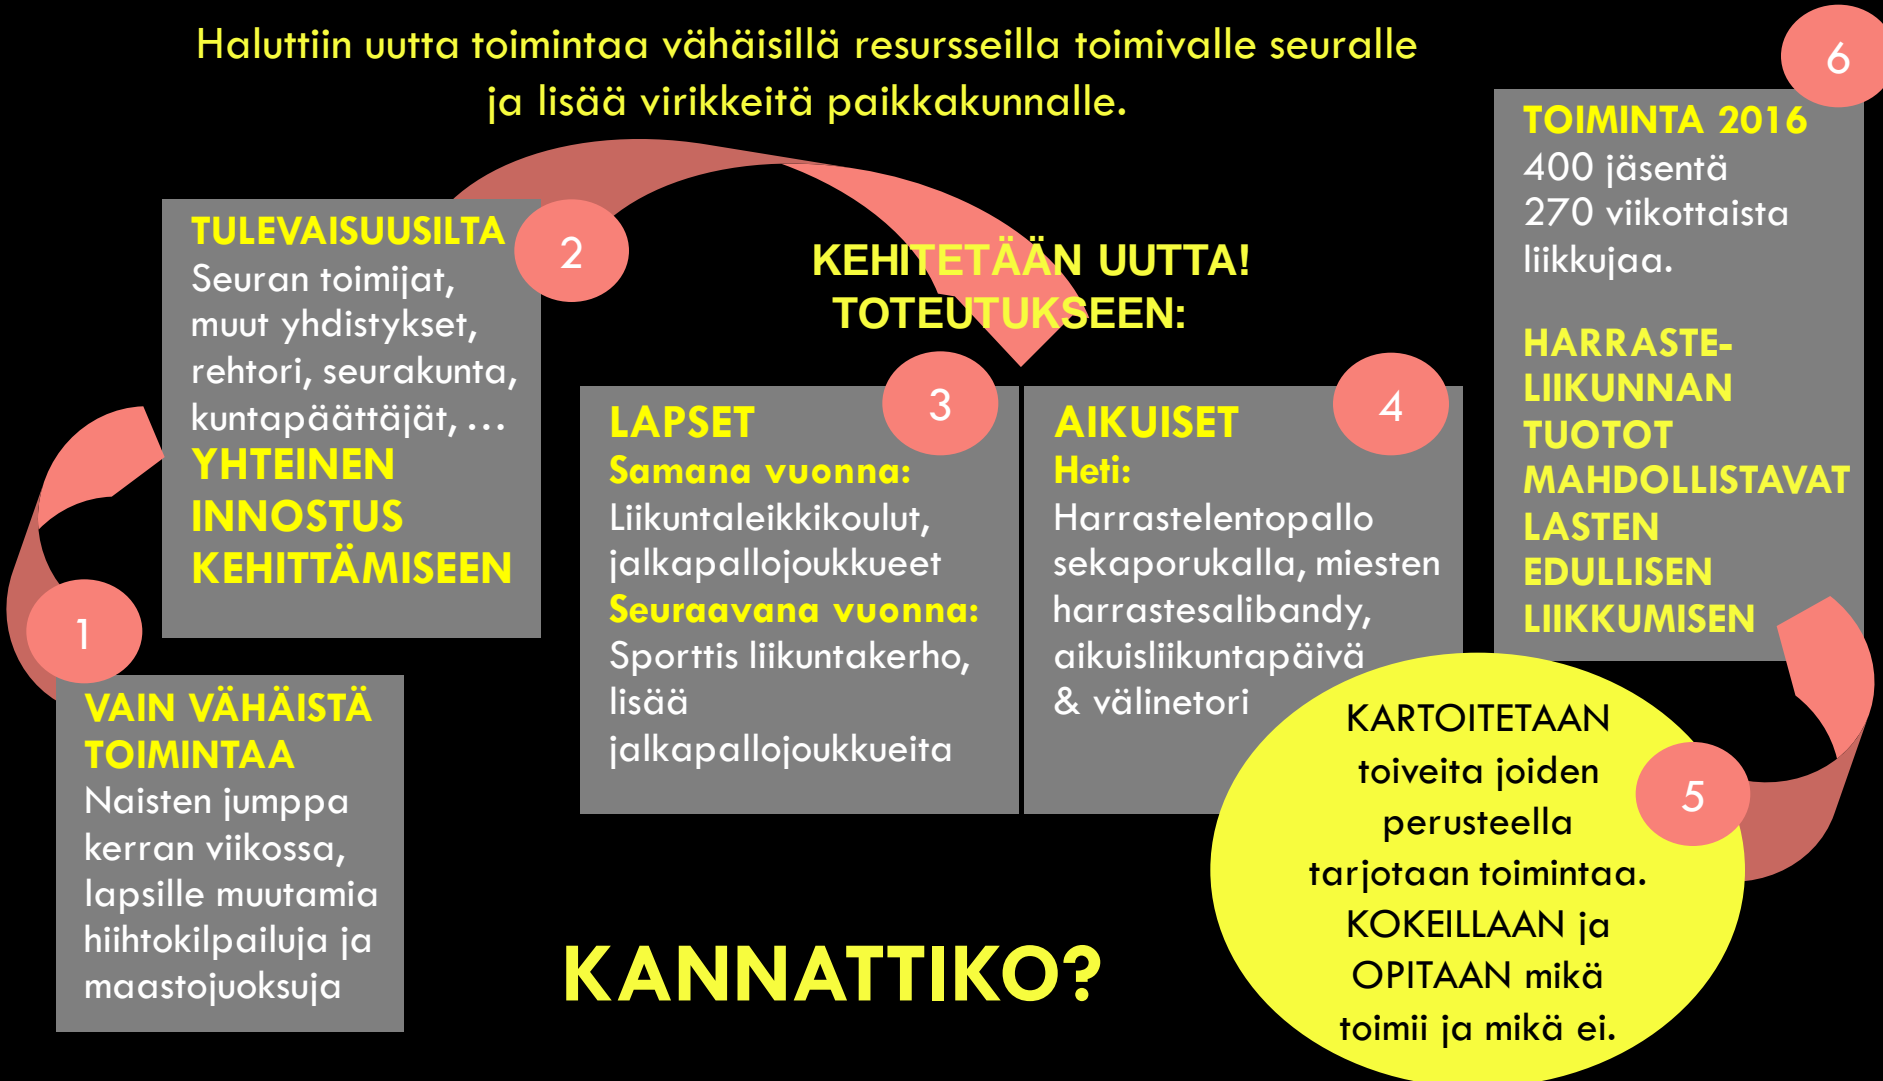 Haluttiin uutta toimintaa vähäisillä resursseilla toimivalle seuralle
ja lisää virikkeitä paikkakunnalle.
1
VAIN VÄHÄISTÄ
TOIMINTAA
Naisten jumppa
kerran viikossa,
lapsille muutamia
hiihtokilpailuja ja
maastojuoksuja
2
TULEVAISUUSILTA
Seuran toimijat,
muut yhdistykset,
rehtori, seurakunta,
kuntapäättäjät, …
YHTEINEN
INNOSTUS
KEHITTÄMISEEN
KEHITETÄÄN UUTTA!
TOTEUTUKSEEN:
3
LAPSET
Samana vuonna:
Liikuntaleikkikoulut,
jalkapallojoukkueet
Seuraavana vuonna:
Sporttis liikuntakerho,
lisää
jalkapallojoukkueita
4
AIKUISET
Heti:
Harrastelentopallo
sekaporukalla, miesten
harrastesalibandy,
aikuisliikuntapäivä
& välinetori
5
KARTOITETAAN
toiveita joiden
perusteella
tarjotaan toimintaa.
KOKEILLAAN ja
OPITAAN mikä
toimii ja mikä ei.
6
TOIMINTA 2016
400 jäsentä
270 viikottaista
liikkujaa.
HARRASTE-
LIIKUNNAN
TUOTOT
MAHDOLLISTAVAT
LASTEN
EDULLISEN
LIIKKUMISEN
KANNATTIKO?